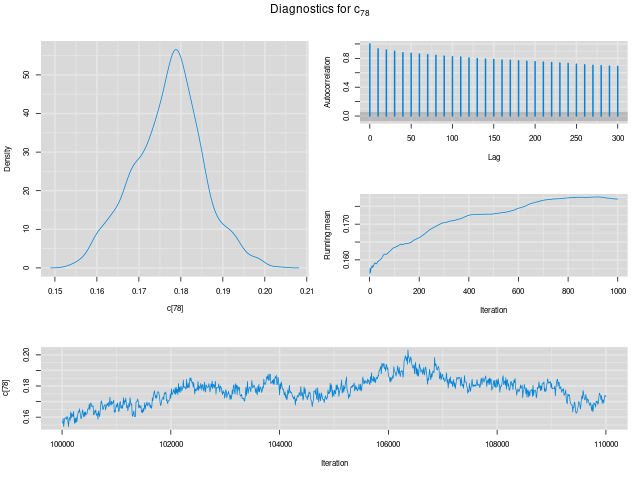 Diagnostics for c78
Density
0 10 20 30 40 50
0.15 0.16 0.17 0.18 0.19 0.20 0.21
c[78]
Autocorrelation
0.0 0.4 0.8
0 50 100 150 200 250 300
Lag
Running mean
0.160 0.170
0 200 400 600 800 1000
Iteration
c[78]
0.16 0.18 0.20
100000 102000 104000 106000 108000 110000
Iteration